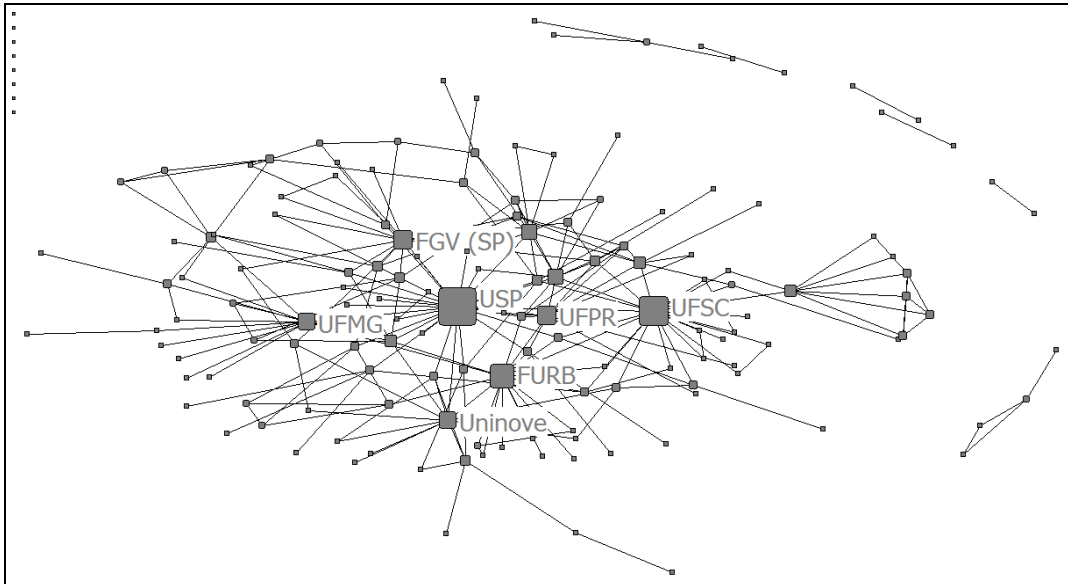 FGV (SP)
USP
UFMG
UFPR
UFSC
FURB
Uninove